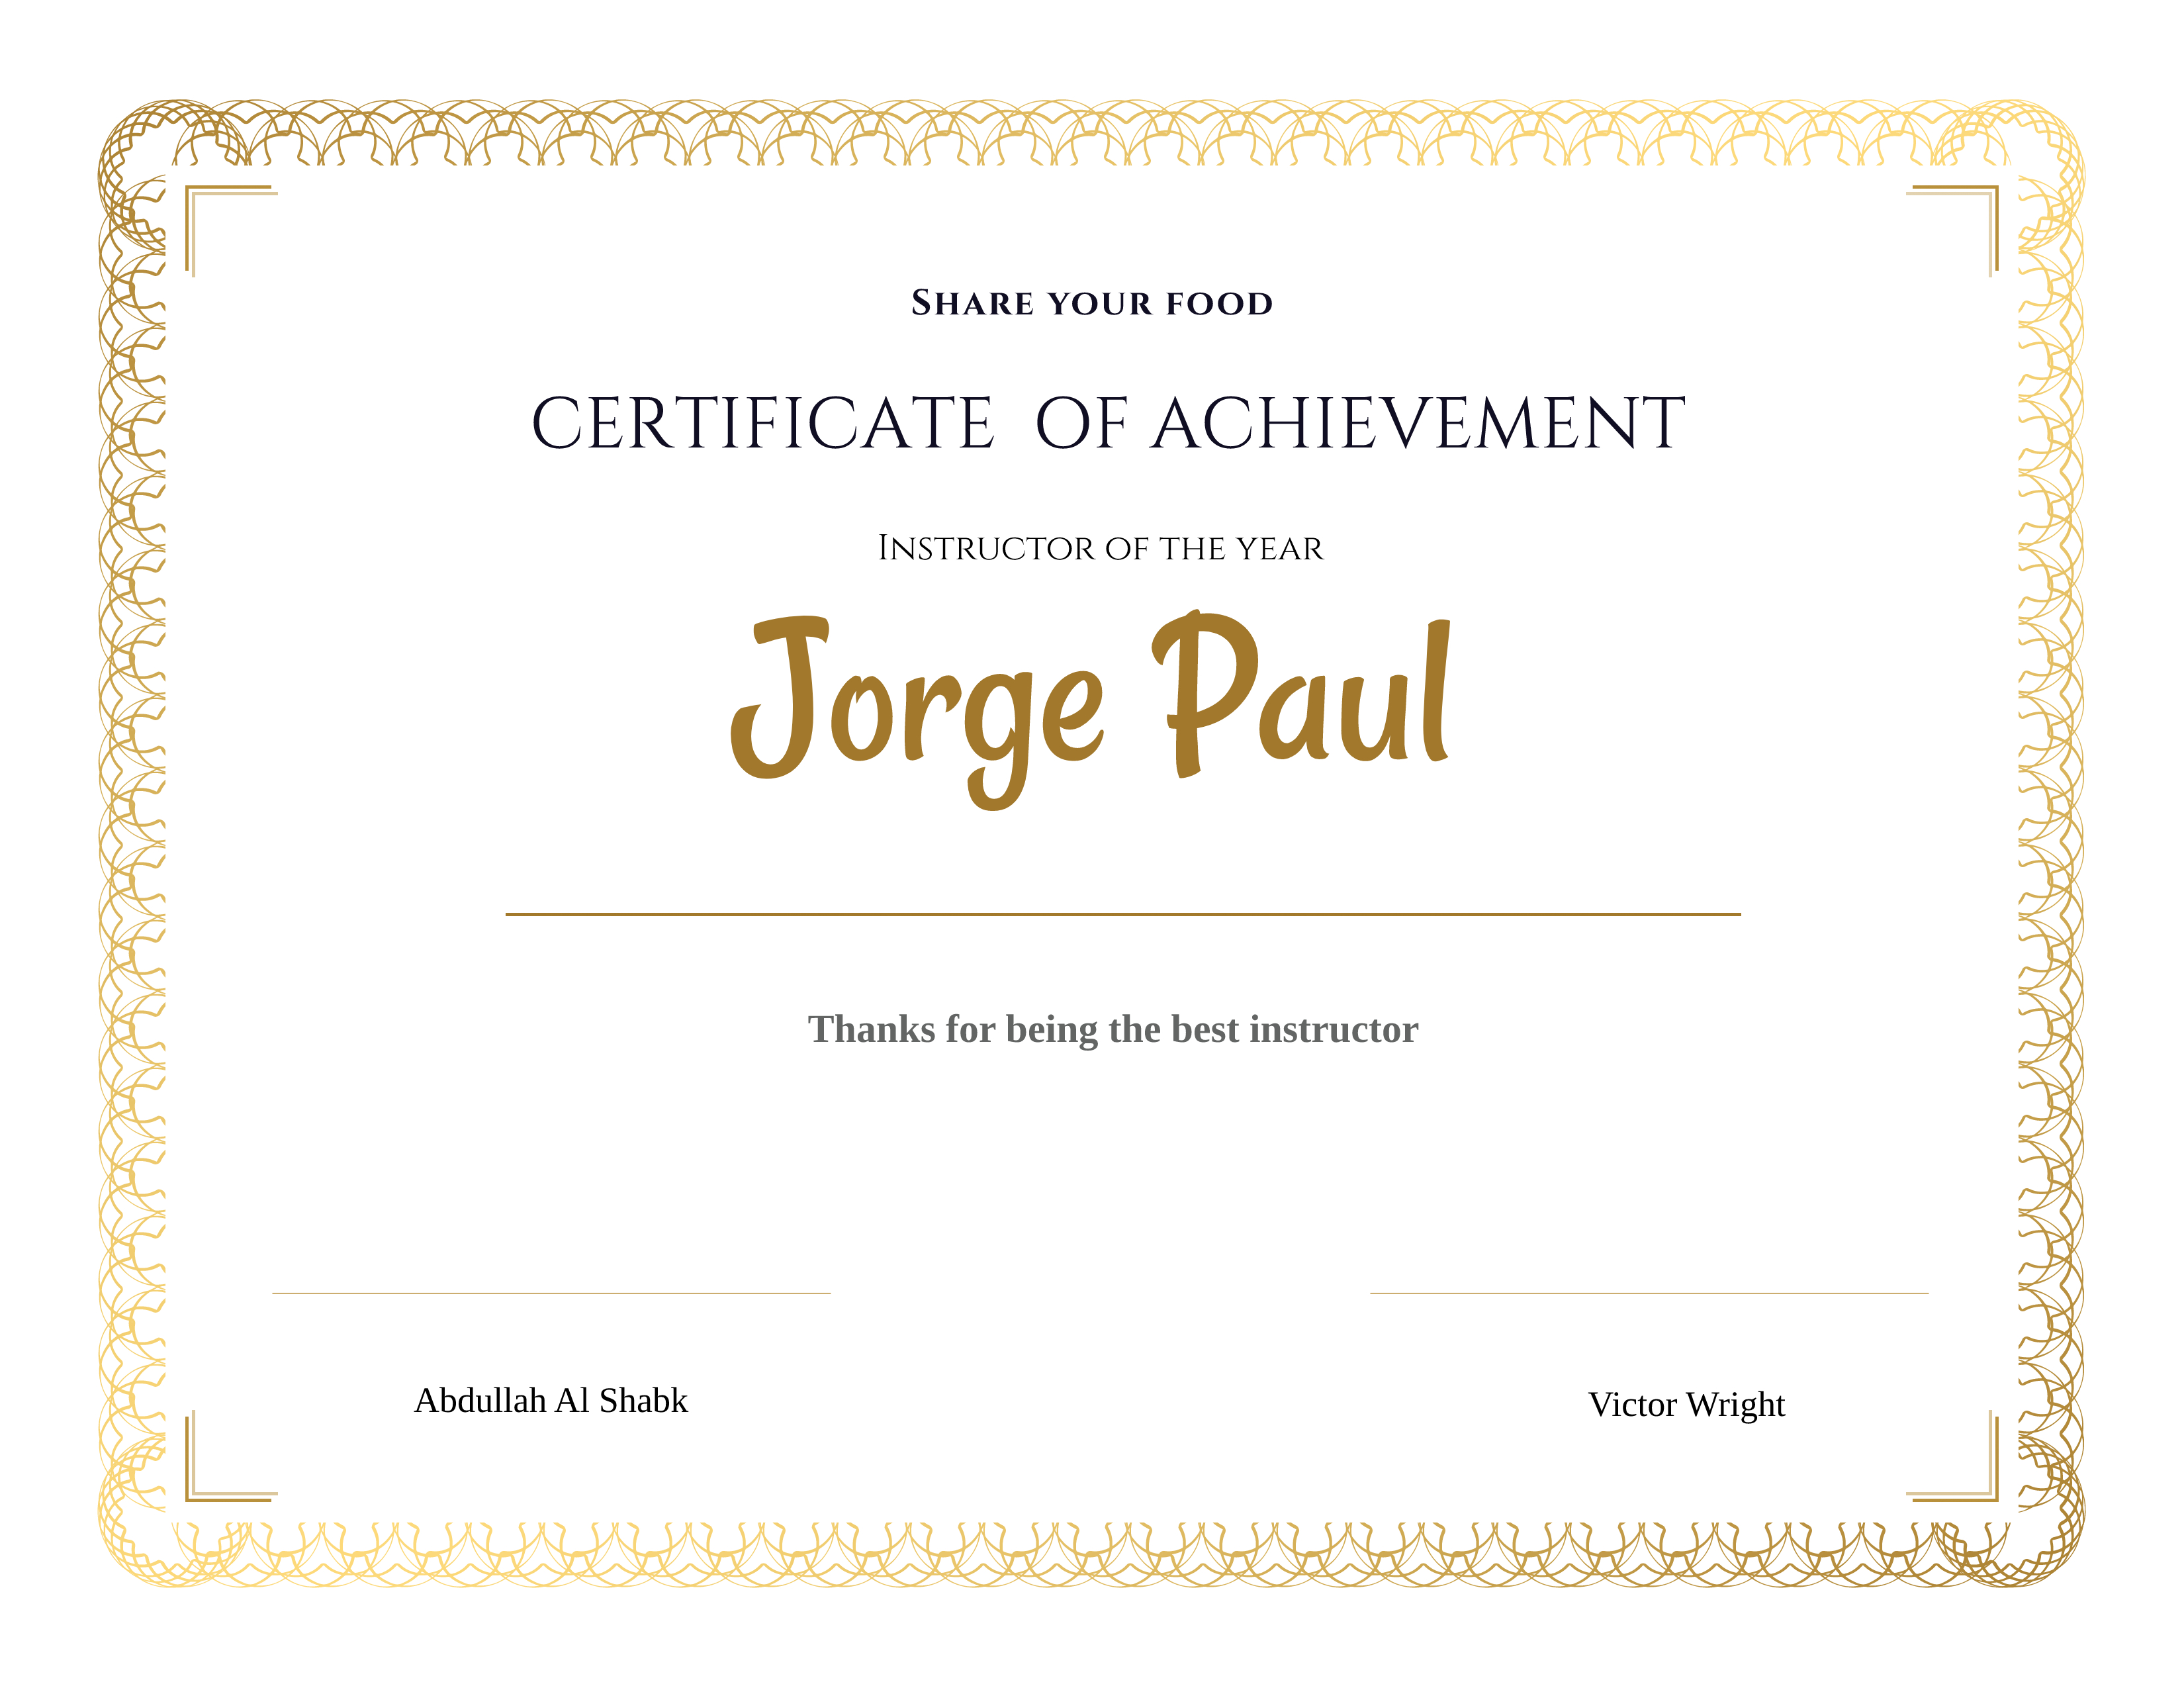 Share your food
CERTIFICATE OF ACHIEVEMENT
Instructor of the year
Jorge Paul
Thanks for being the best instructor
Abdullah Al Shabk
Victor Wright